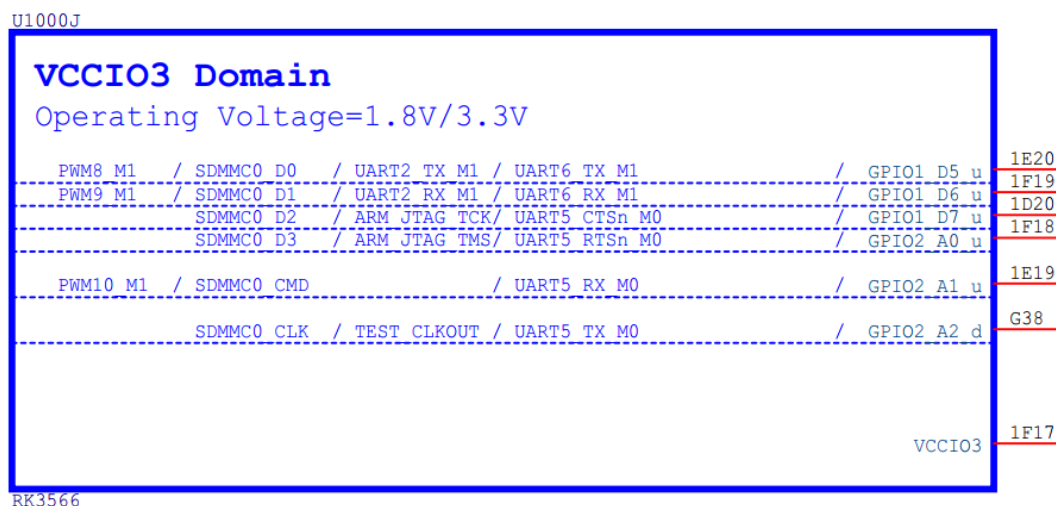 U1000J
VCCIO3 Domain
Operating Voltage=1.8V/3.3V
PWM8_M1 / SDMMC0_D0 / UART2_TX_M1 / UART6_TX_M1 / GPIO1_D5_u 1E20
PWM9_M1 / SDMMC0_D1 / UART2_RX_M1 / UART6_RX_M1 / GPIO1_D6_u 1F19
SDMMC0_D2 / ARM_JTAG_TCK/ UART5_CTSn_M0 / GPIO1_D7_u 1D20
SDMMC0_D3 / ARM_JTAG_TMS/ UART5_RTSn_M0 / GPIO2_A0_u 1F18
PWM10_M1 / SDMMC0_CMD / UART5_RX_M0 / GPIO2_A1_u 1E19
SDMMC0_CLK / TEST_CLKOUT / UART5_TX_M0 / GPIO2_A2_d G38
VCCIO3 1F17
RK3566